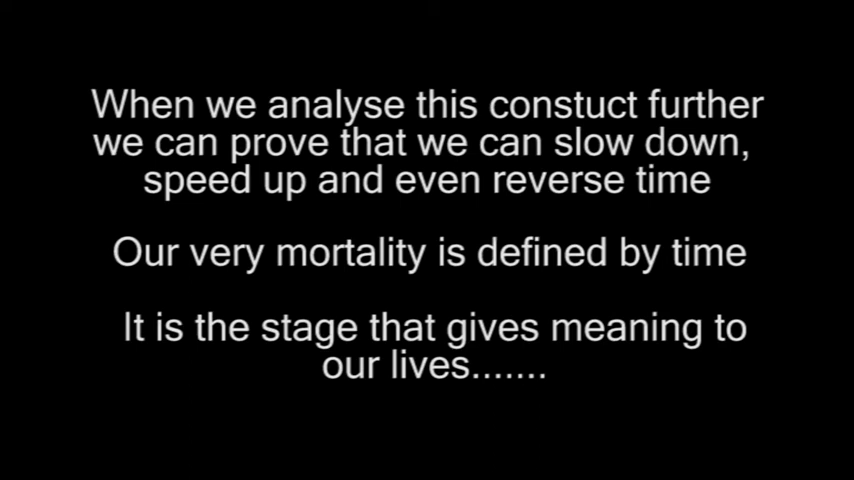 When we analyse this constuct further
we can prove that we can slow down,
speed up and even reverse time
Our very mortality is defined by time
It is the stage that gives meaning to
our lives.......